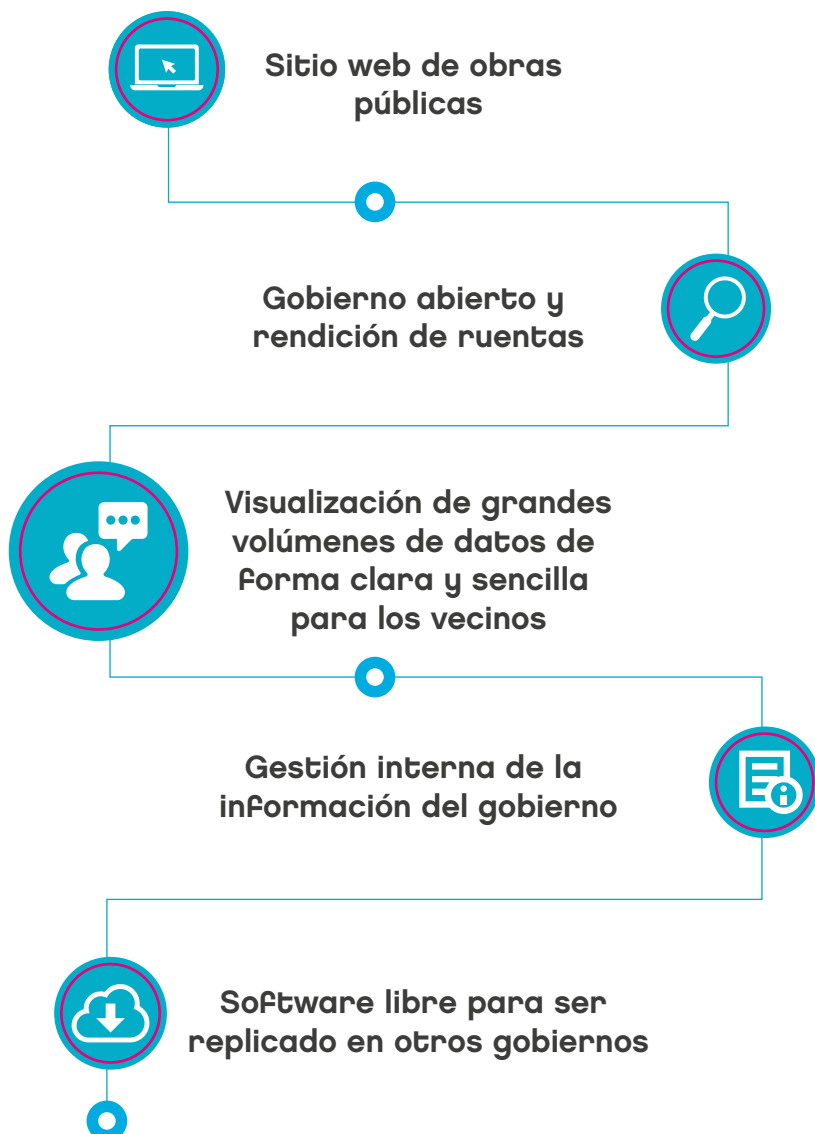 Sitio web de obras
públicas
Gobierno abierto y
rendición de ruentas
Visualización de grandes
volúmenes de datos de
forma clara y sencilla
para los vecinos
Gestión interna de la
información del gobierno
Software libre para ser
replicado en otros gobiernos